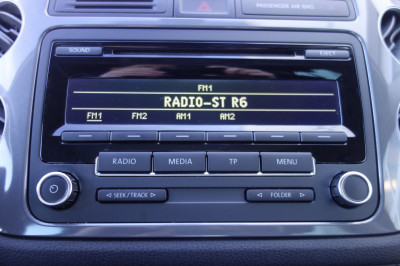 PASSENGER AIR BAG
SOUND
EJECT
FM1
RADIO-ST R6
FM1 FM2 AM1 AM2
RADIO MEDIA TP MENU
SEEK/TRACK FOLDER